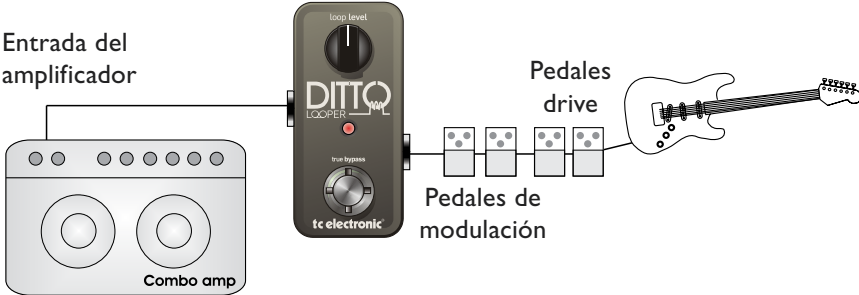 Entrada del
amplificador
loop level
DITTO
LOOPER
true bypass
tc electronic
Combo amp
Pedales
drive
Pedales de
modulación